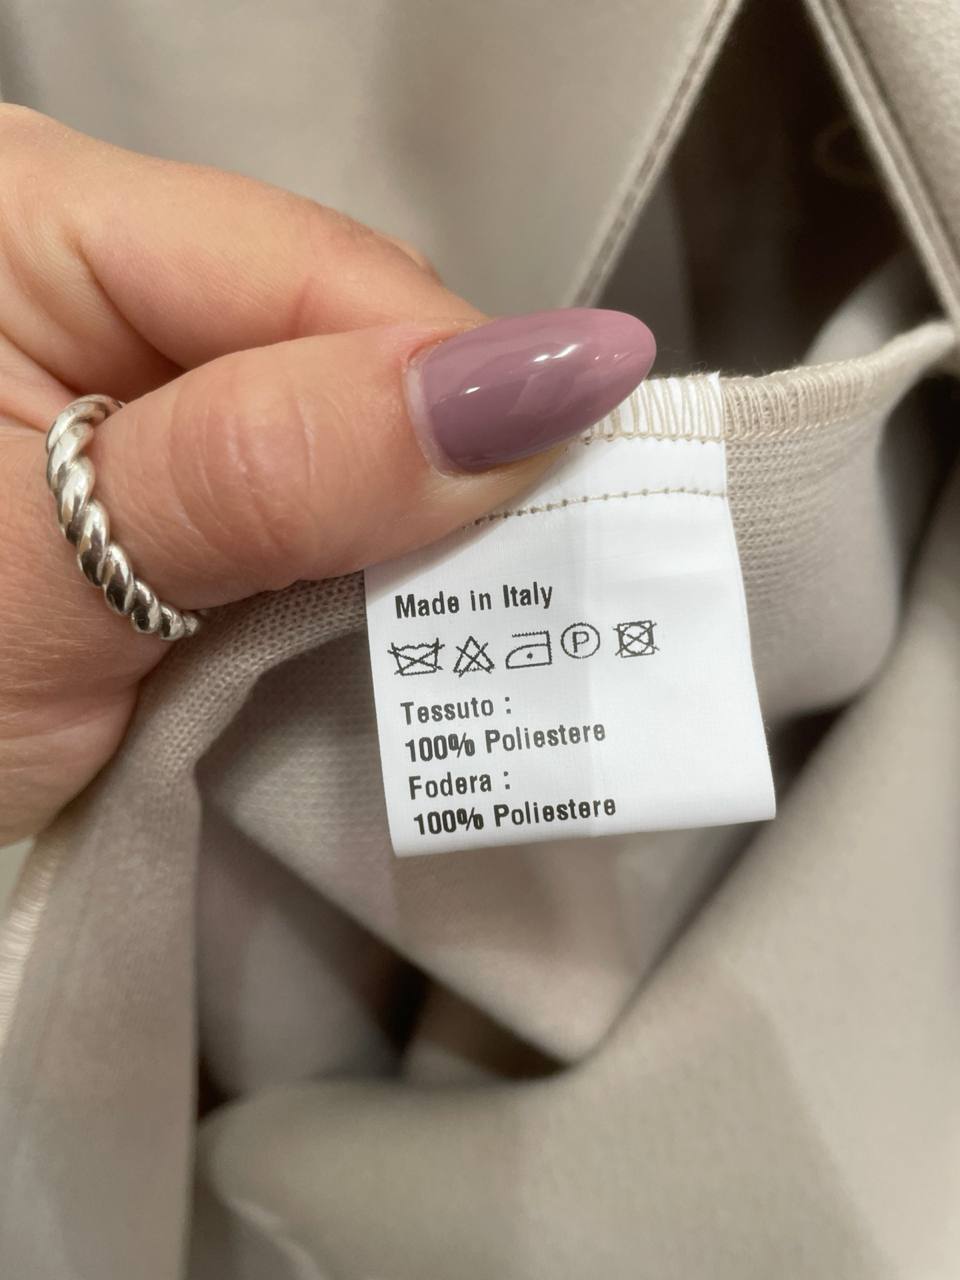 Made in Italy
P
Tessuto :
100% Poliestere
Fodera :
100% Poliestere